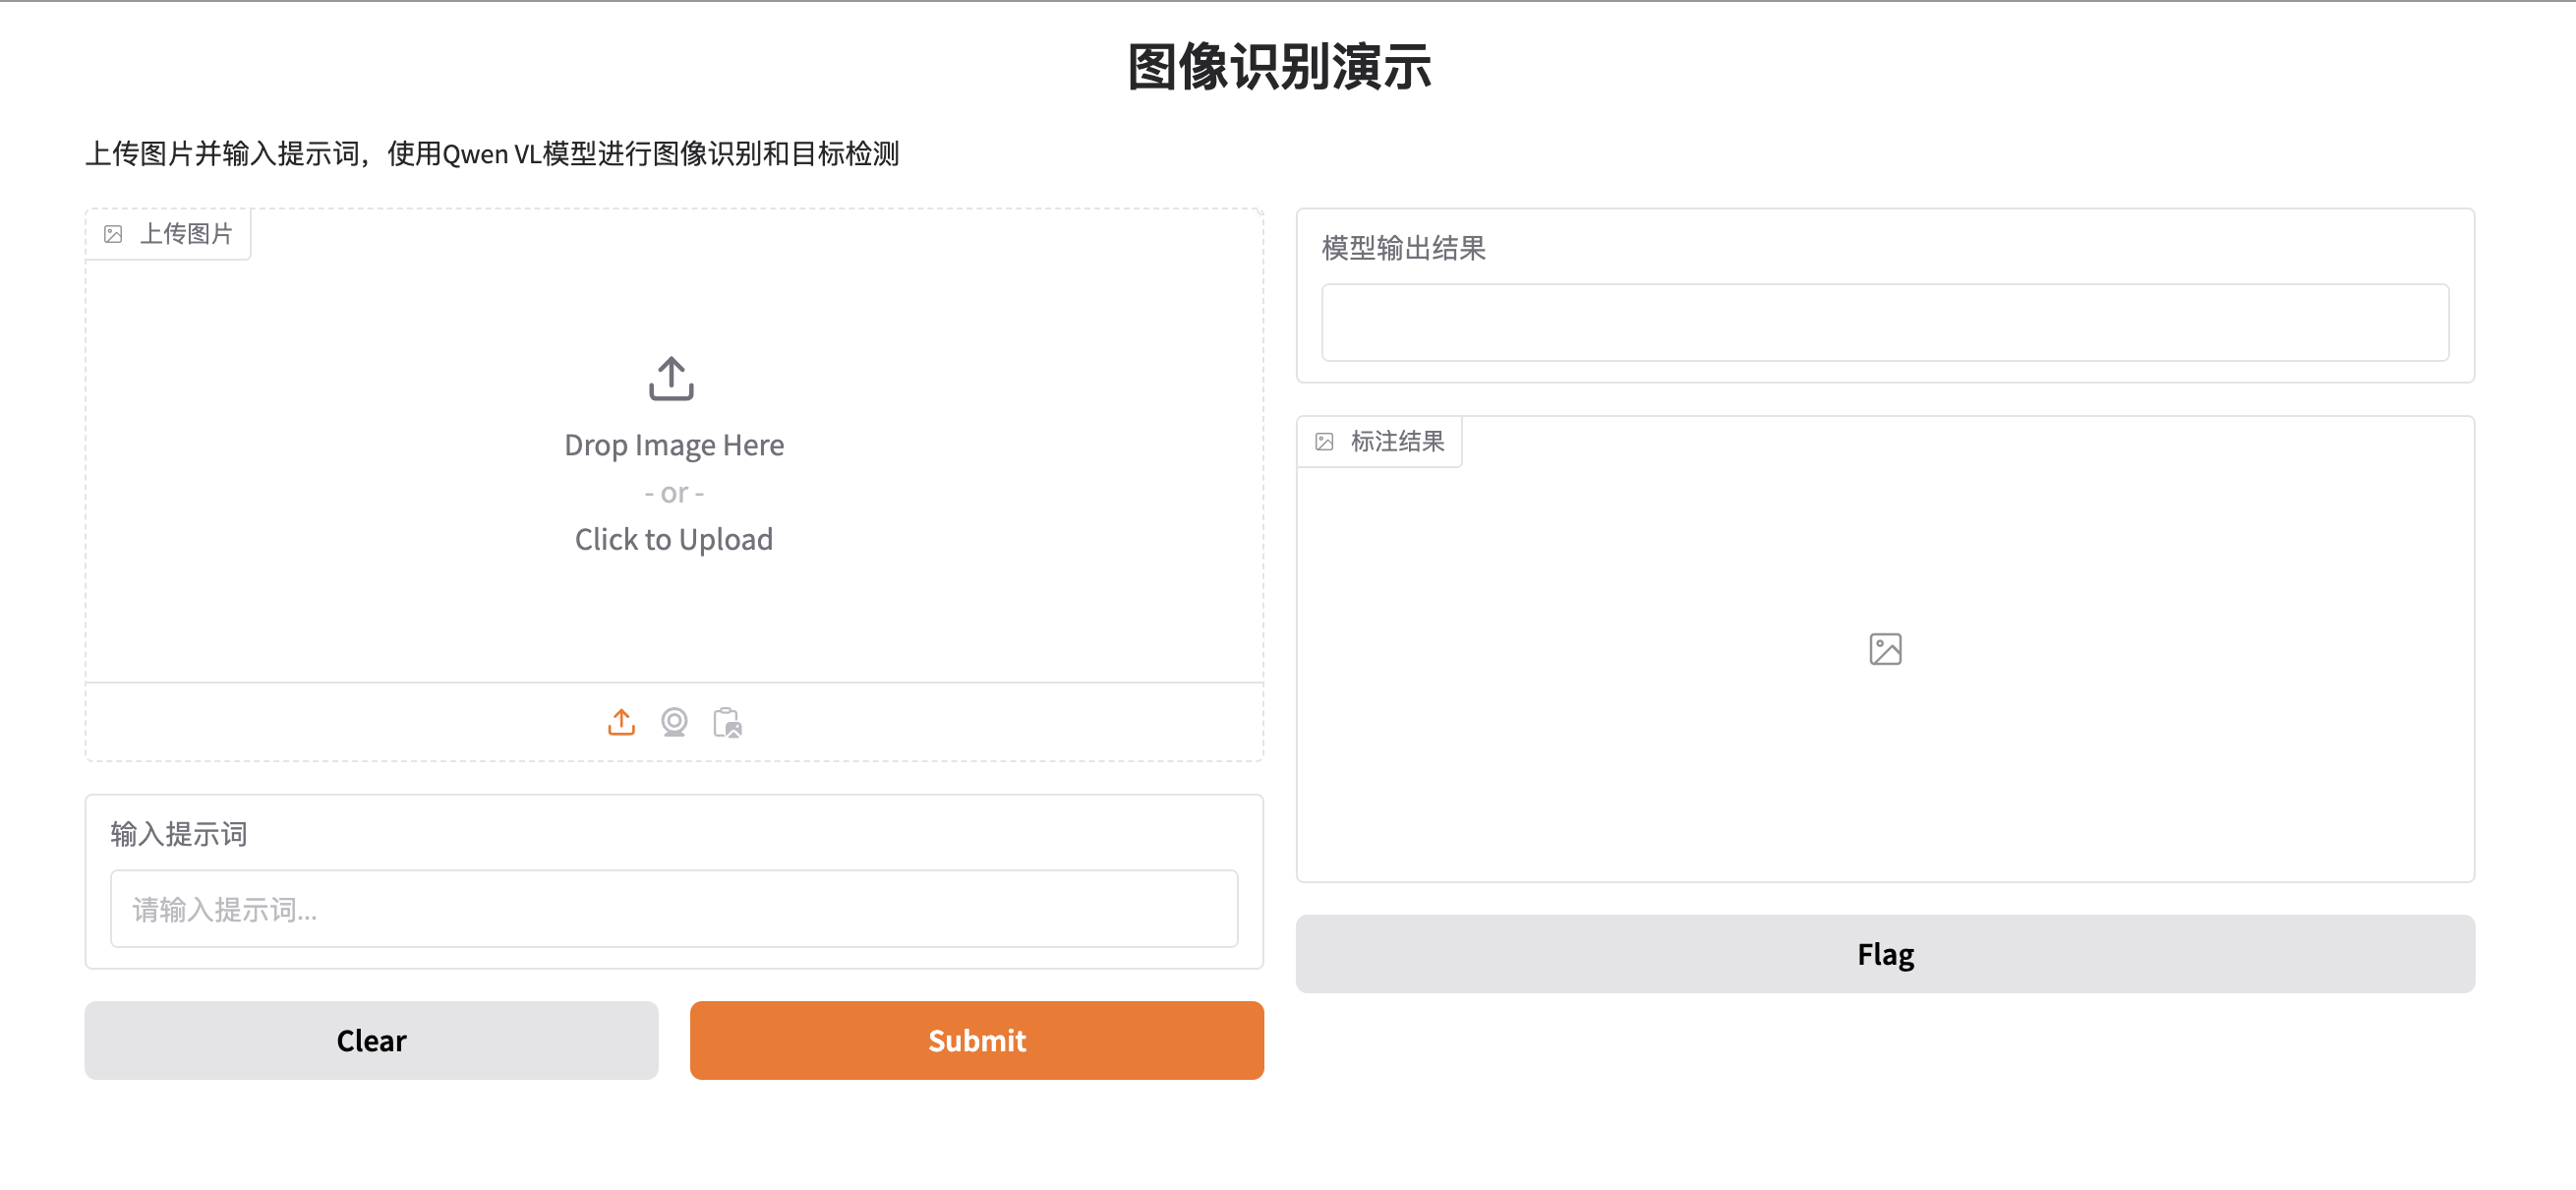 图像识别演示
上传图片并输入提示词，使用Qwen VL模型进行图像识别和目标检测
上传图片
Drop Image Here
- or -
Click to Upload
输入提示词
请输入提示词...
Clear
Submit
模型输出结果
标注结果
Flag